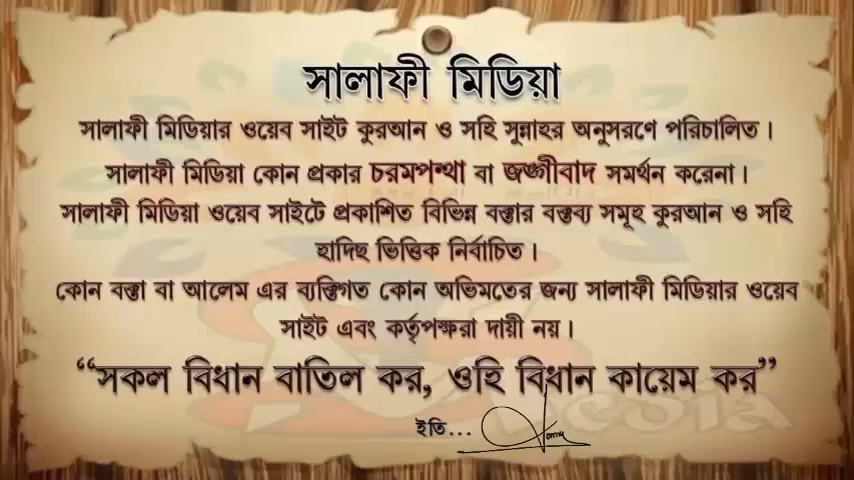 সালাফী মিডিয়া
সালাফী মিডিয়ার ওয়েব সাইট কুরআন ও সহি সুন্নাহর অনুসরণে পরিচালিত।
সালাফী মিডিয়া কোন প্রকার চরমপন্থা বা জঙ্গীবাদ সমর্থন করেনা।
সালাফী মিডিয়া ওয়েব সাইটে প্রকাশিত বিভিন্ন বক্তার বক্তব্য সমূহ কুরআন ও সহি
হাদিছ ভিত্তিক নির্বাচিত।
কোন বক্তা বা আলেম এর ব্যক্তিগত কোন অভিমতের জন্য সালাফী মিডিয়ার ওয়েব
সাইট এবং কর্তৃপক্ষরা দায়ী নয়।
“সকল বিধান বাতিল কর, ওহি বিধান কায়েম কর”
ইতি...